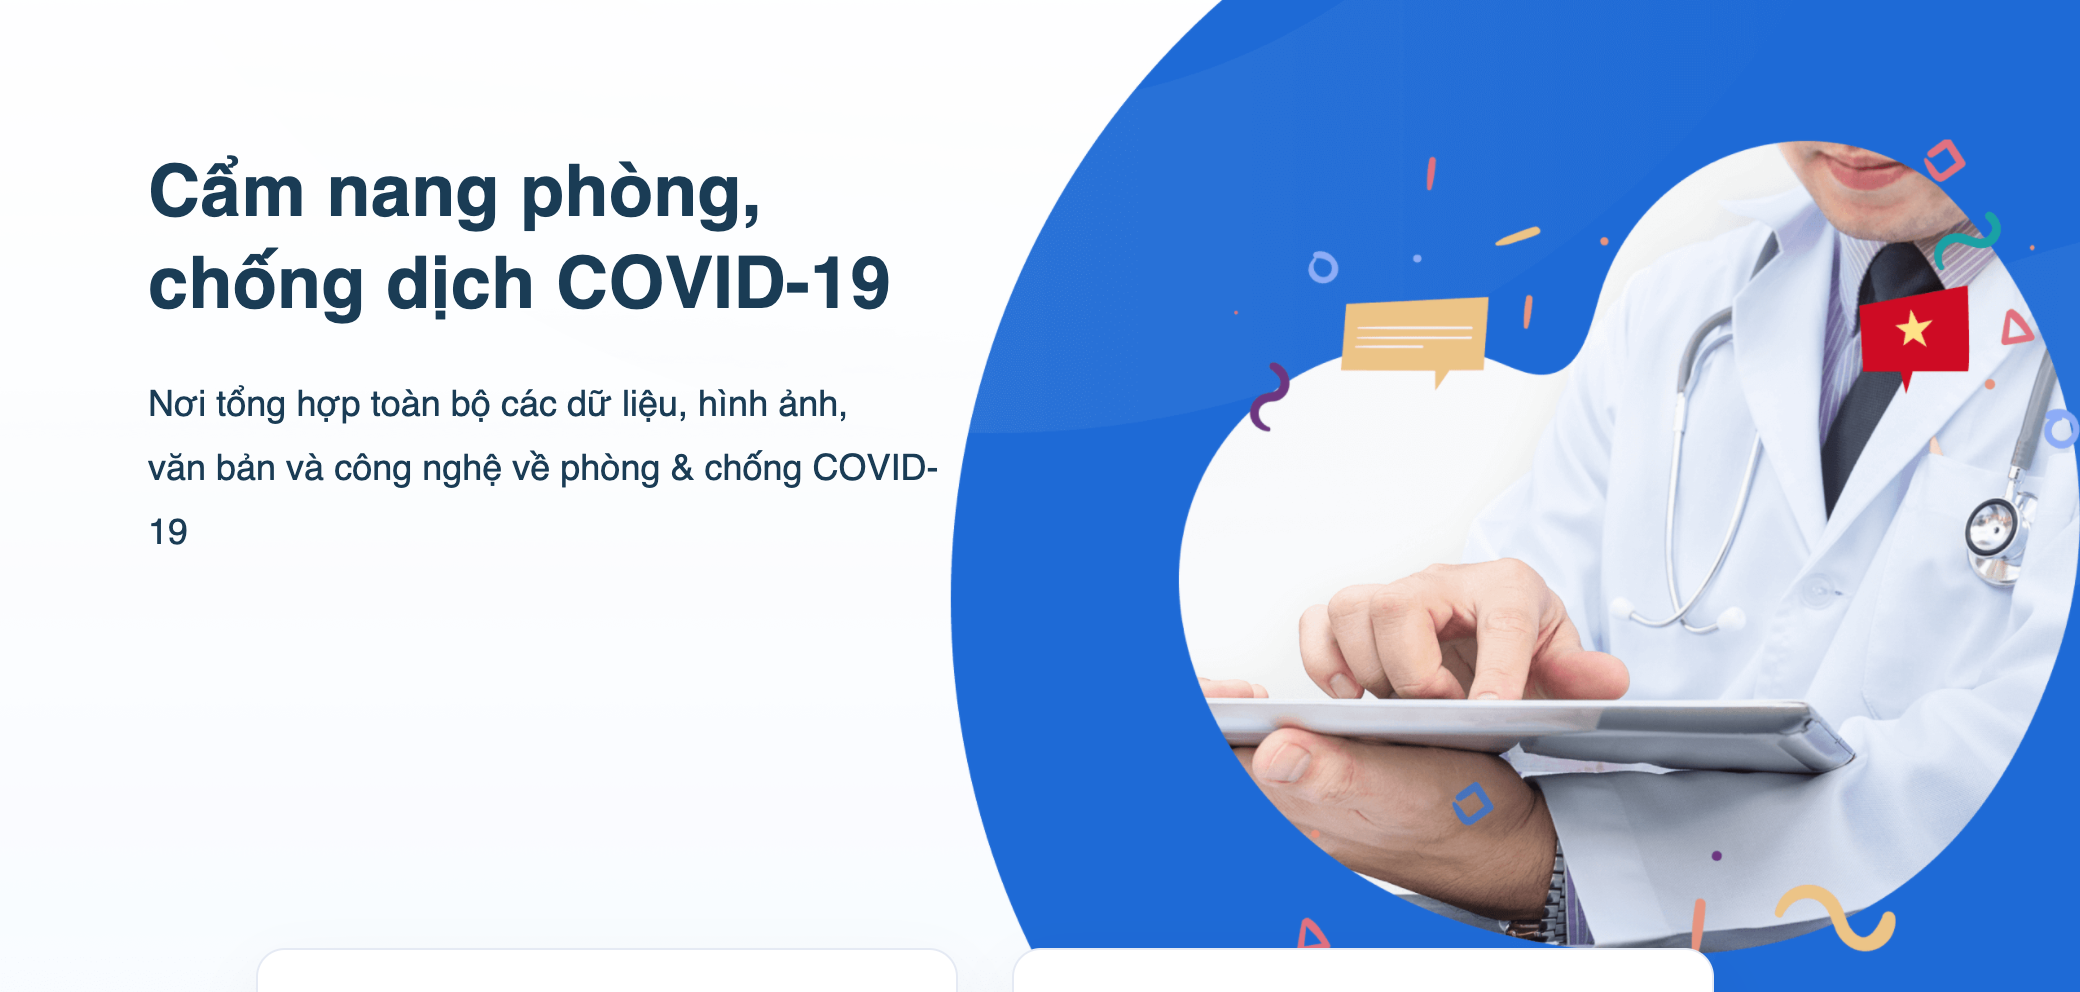 Cẩm nang phòng,
chống dịch COVID-19
Nơi tổng hợp toàn bộ các dữ liệu, hình ảnh,
văn bản và công nghệ về phòng & chống COVID-
19